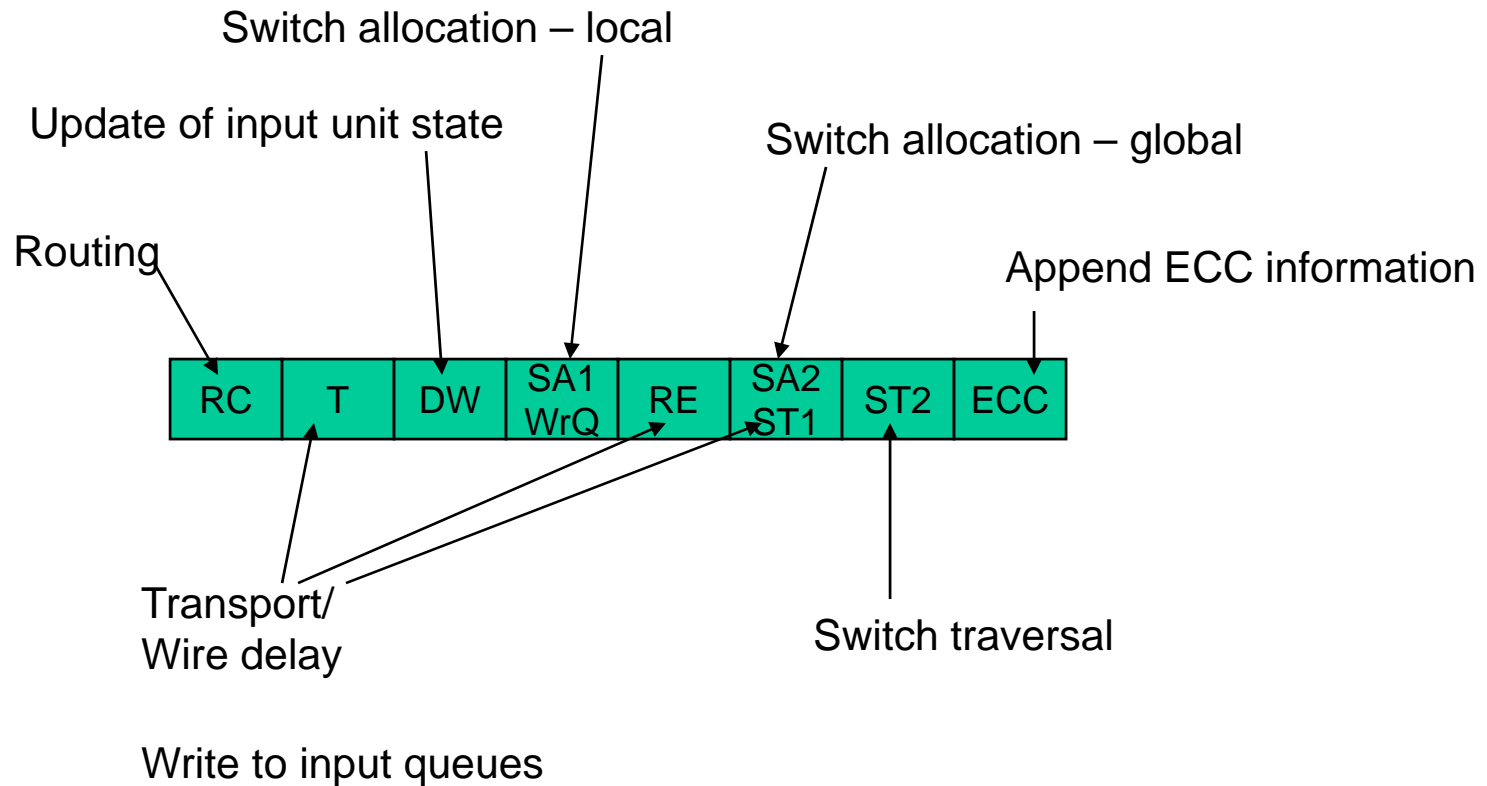 Switch allocation – local
Update of input unit state
Switch allocation – global
Routing
Append ECC information
RC
T
DW
SA1
WrQ
RE
SA2
ST1
ST2
ECC
Transport/
Wire delay
Switch traversal
Write to input queues